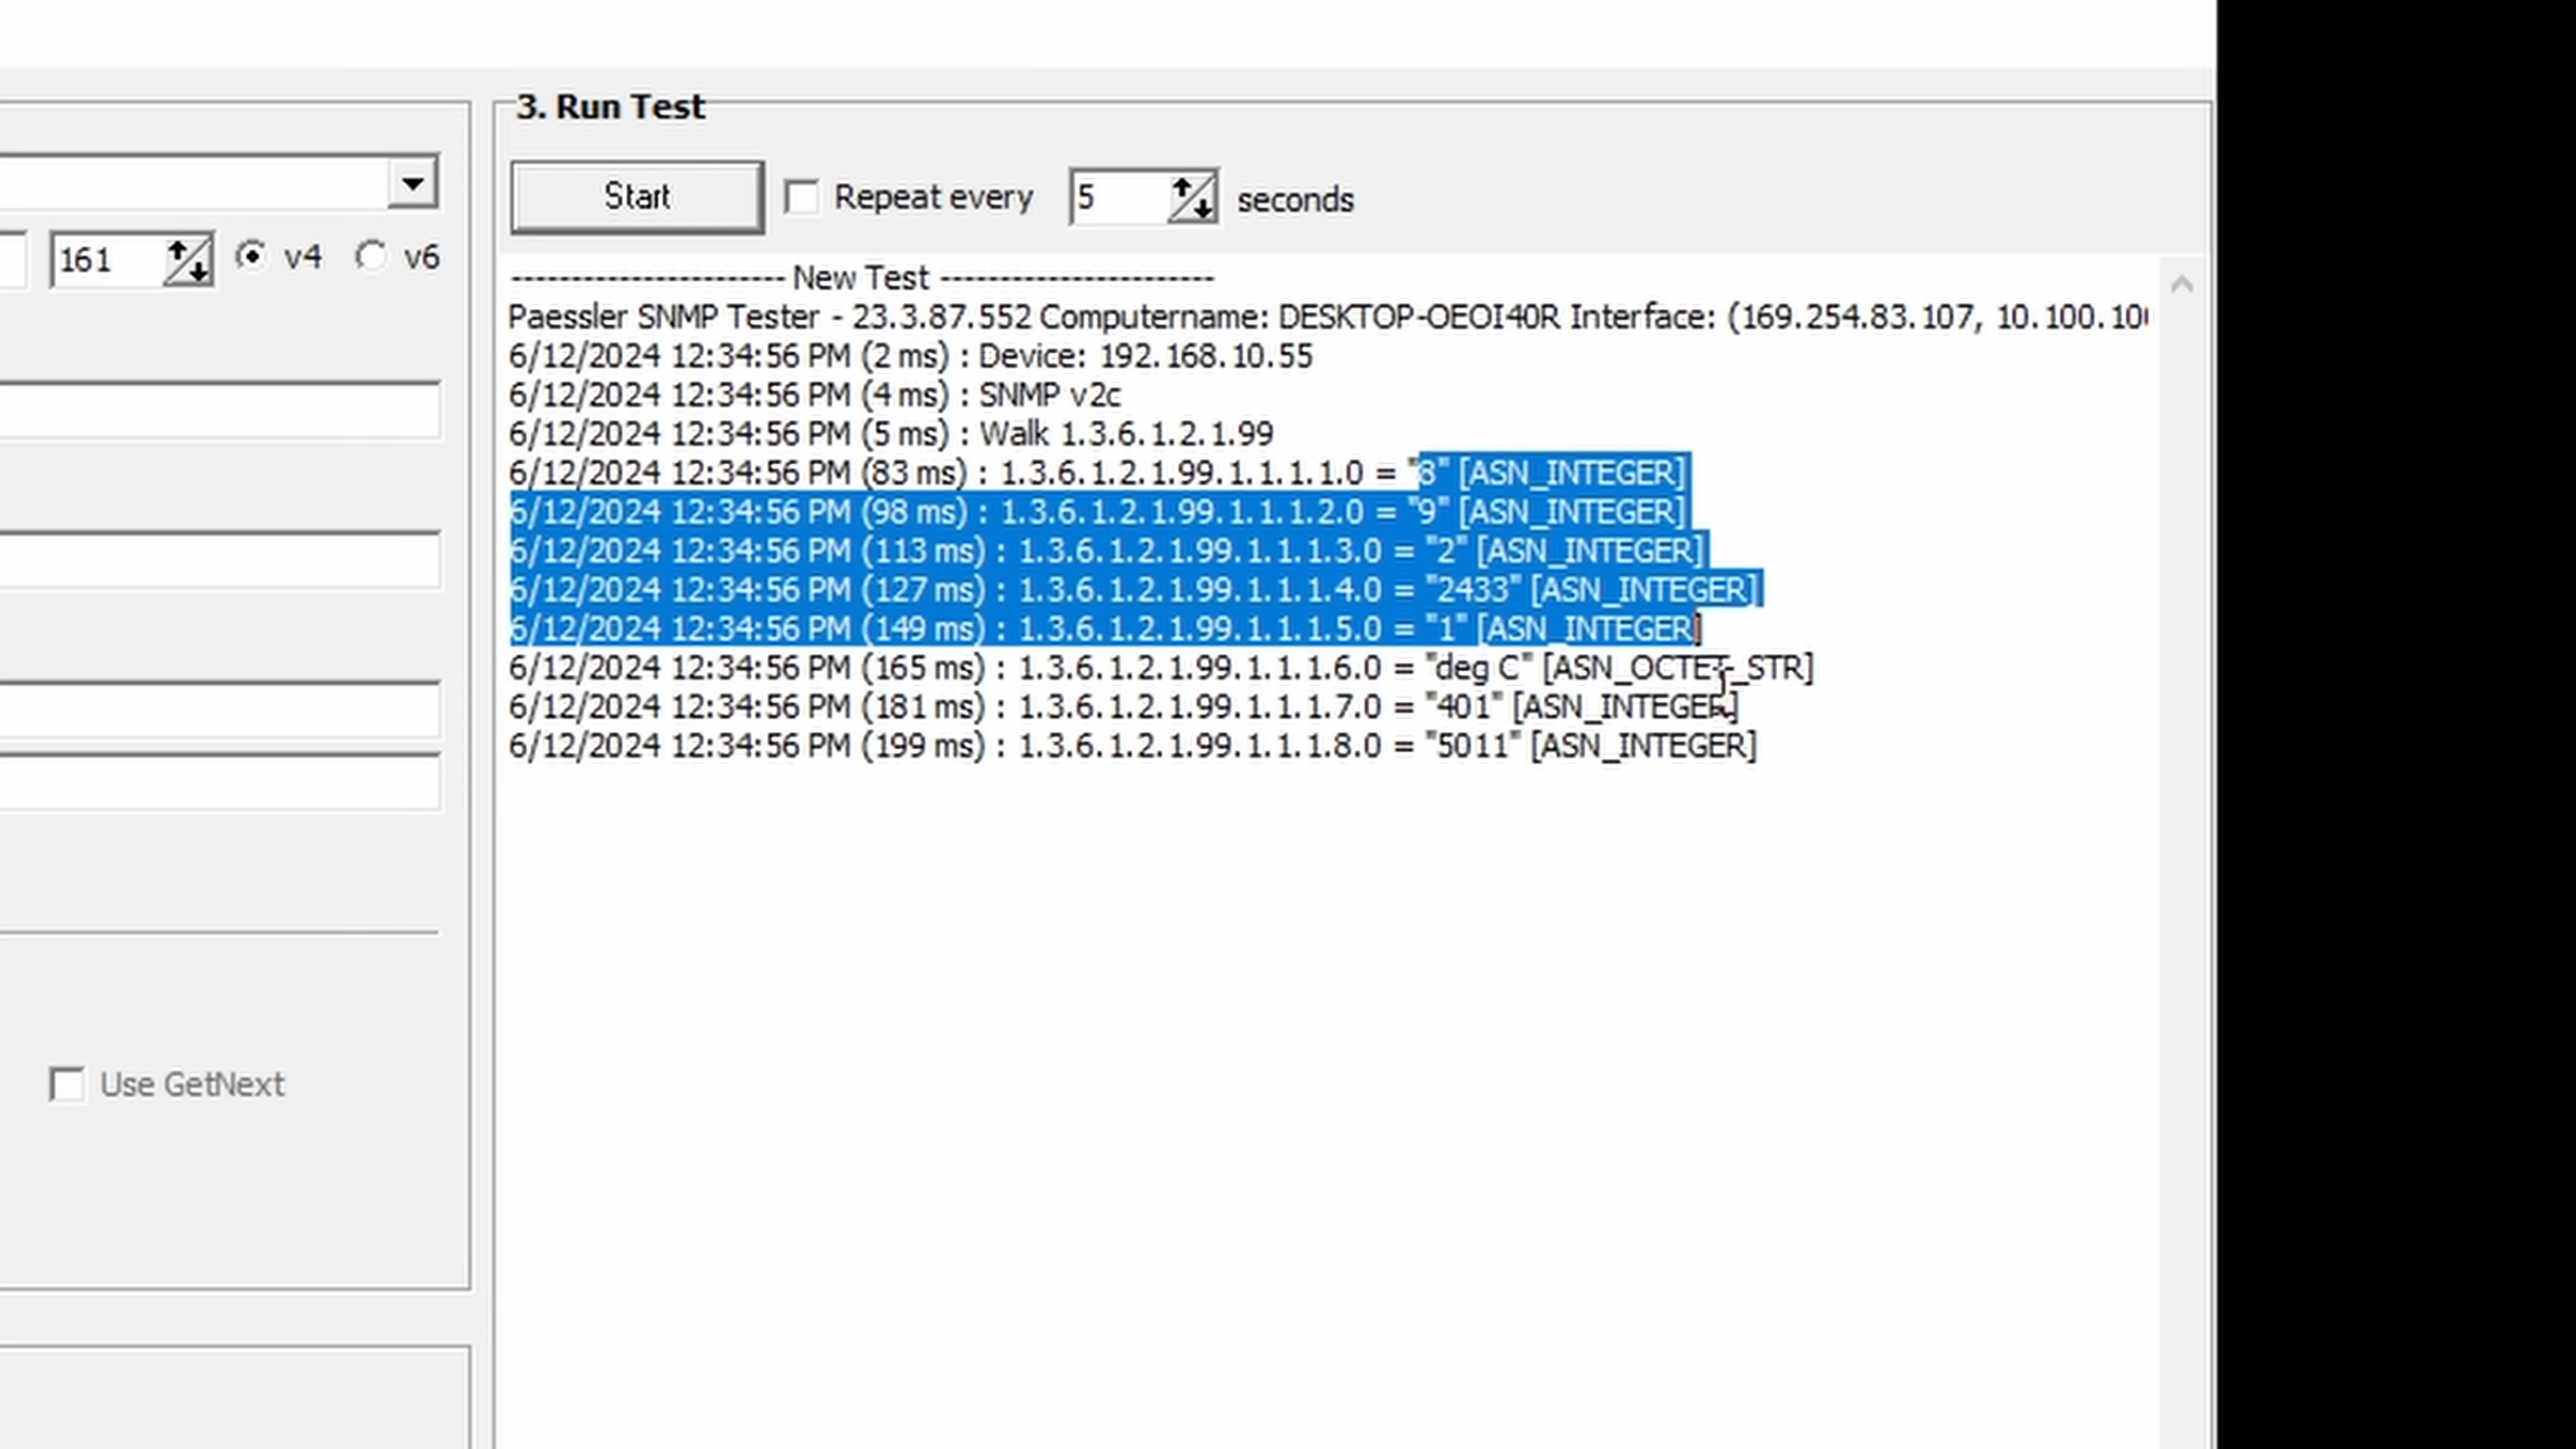 3. Run Test
Start
Repeat every
5
seconds
161
v4
v6
----------------------- New Test -----------------------
Paessler SNMP Tester - 23.3.87.552 Computername: DESKTOP-OEOI40R Interface: (169.254.83.107, 10.100.10
6/12/2024 12:34:56 PM (2 ms) : Device: 192.168.10.55
6/12/2024 12:34:56 PM (4 ms) : SNMP v2c
6/12/2024 12:34:56 PM (5 ms) : Walk 1.3.6.1.2.1.99
6/12/2024 12:34:56 PM (83 ms) : 1.3.6.1.2.1.99.1.1.1.1.0 = "8" [ASN_INTEGER]
6/12/2024 12:34:56 PM (98 ms) : 1.3.6.1.2.1.99.1.1.1.2.0 = "9" [ASN_INTEGER]
6/12/2024 12:34:56 PM (113 ms) : 1.3.6.1.2.1.99.1.1.1.3.0 = "2" [ASN_INTEGER]
6/12/2024 12:34:56 PM (127 ms) : 1.3.6.1.2.1.99.1.1.1.4.0 = "2433" [ASN_INTEGER]
6/12/2024 12:34:56 PM (149 ms) : 1.3.6.1.2.1.99.1.1.1.5.0 = "1" [ASN_INTEGER]
6/12/2024 12:34:56 PM (165 ms) : 1.3.6.1.2.1.99.1.1.1.6.0 = "deg C" [ASN_OCTET_STR]
6/12/2024 12:34:56 PM (181 ms) : 1.3.6.1.2.1.99.1.1.1.7.0 = "401" [ASN_INTEGER]
6/12/2024 12:34:56 PM (199 ms) : 1.3.6.1.2.1.99.1.1.1.8.0 = "5011" [ASN_INTEGER]
Use GetNext